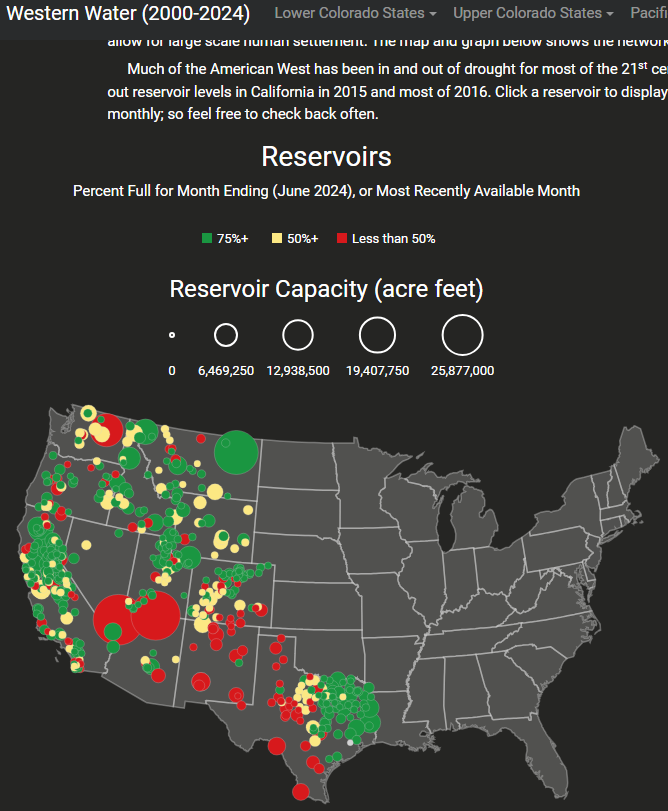 Western Water (2000-2024) Lower Colorado States Upper Colorado States Pacifi
allow for large scale human settlement. The map and graph below shows the network
Much of the American West has been in and out of drought for most of the 21st cer
out reservoir levels in California in 2015 and most of 2016. Click a reservoir to display
monthly; so feel free to check back often.
Reservoirs
Percent Full for Month Ending (June 2024), or Most Recently Available Month
75%+ 50%+ Less than 50%
Reservoir Capacity (acre feet)
0 6,469,250 12,938,500 19,407,750 25,877,000